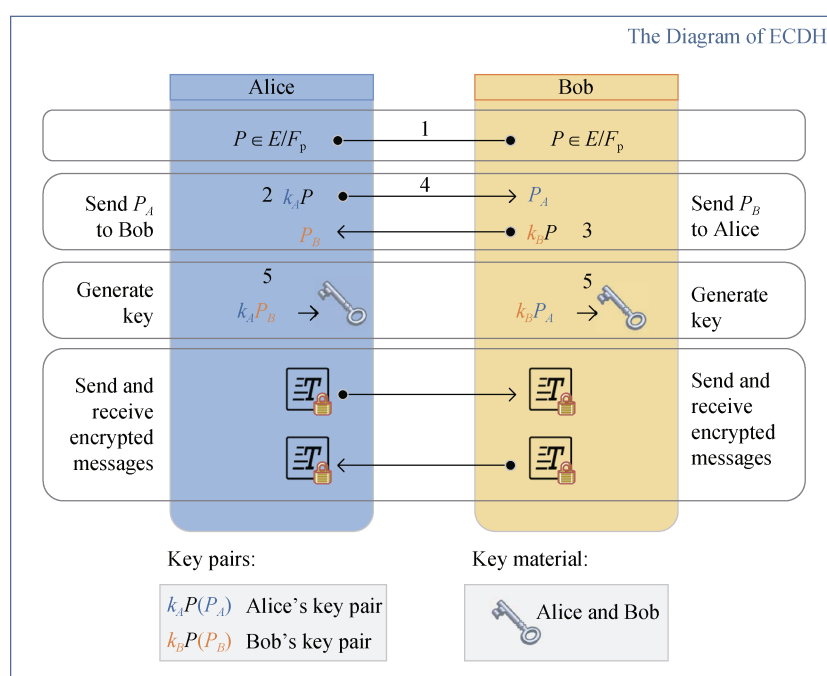 The Diagram of ECDH
Alice
Bob
P ∈ E/Fp
1
P ∈ E/Fp
Send PA
to Bob
2 kAP
4
PA
PB
kBP 3
Send PB
to Alice
Generate
key
5
kAPB
5
kBPA
Generate
key
Send and
receive
encrypted
messages
T
T
T
T
Send and
receive
encrypted
messages
Key pairs:
kAP(PA) Alice's key pair
kBP(PB) Bob's key pair
Key material:
Alice and Bob